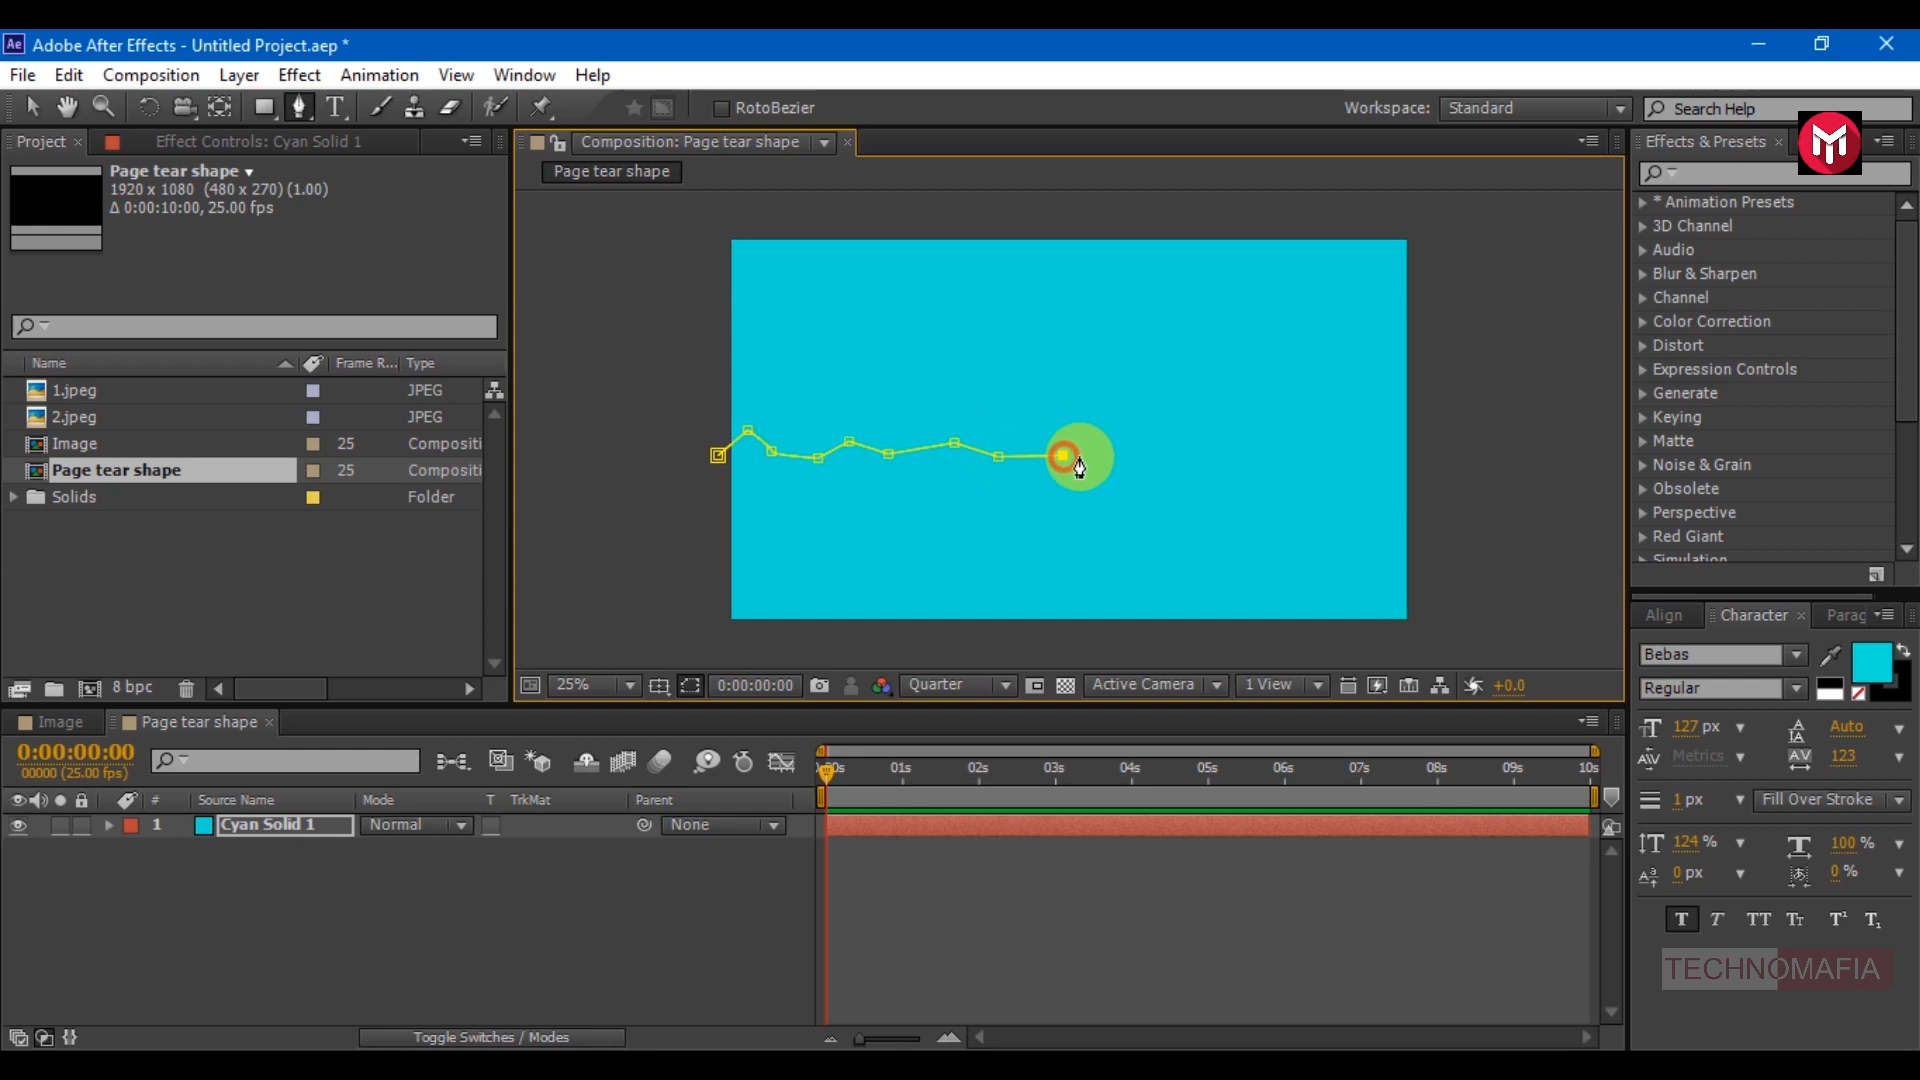 Ae Adobe After Effects - Untitled Project.aep *
File Edit Composition Layer Effect Animation View Window Help
T RotoBezier Workspace: Standard Search Help
Project × Effect Controls: Cyan Solid 1 Composition: Page tear shape × Effects & Presets ×
Page tear shape
1920 x 1080 (480 x 270) (1.00)
Δ 0:00:10:00, 25.00 fps
Page tear shape
* Animation Presets
3D Channel
Audio
Blur & Sharpen
Channel
Color Correction
Distort
Expression Controls
Generate
Keying
Matte
Noise & Grain
Obsolete
Perspective
Red Giant
Simulation
Name Frame R... Type
1.jpeg JPEG
2.jpeg JPEG
Image 25 Compositi
Page tear shape 25 Compositi
Solids Folder
Align Character × Parag
Bebas
Regular
8 bpc
25% 0:00:00:00 Quarter Active Camera 1 View +0.0
127 px Auto
Metrics 123
1 px Fill Over Stroke
124 % 100 %
0 px 0 %
T T TT Tт T¹ T₁
TECHNOMAFIA
Image Page tear shape ×
0:00:00:00
00000 (25.00 fps)
01s 02s 03s 04s 05s 06s 07s 08s 09s 10s
# Source Name Mode T TrkMat Parent
1 Cyan Solid 1 Normal None
Toggle Switches / Modes